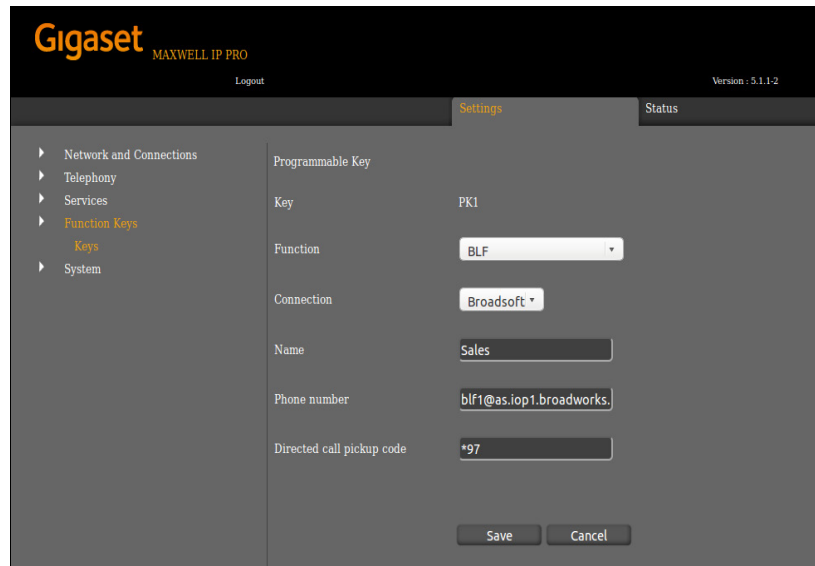 Gigaset MAXWELL IP PRO
Logout Version : 5.1.1-2
Settings Status
Network and Connections
Telephony
Services
Function Keys
Keys
System
Programmable Key
Key PK1
Function BLF
Connection Broadsoft
Name Sales
Phone number blf1@as.iop1.broadworks.
Directed call pickup code *97
Save Cancel